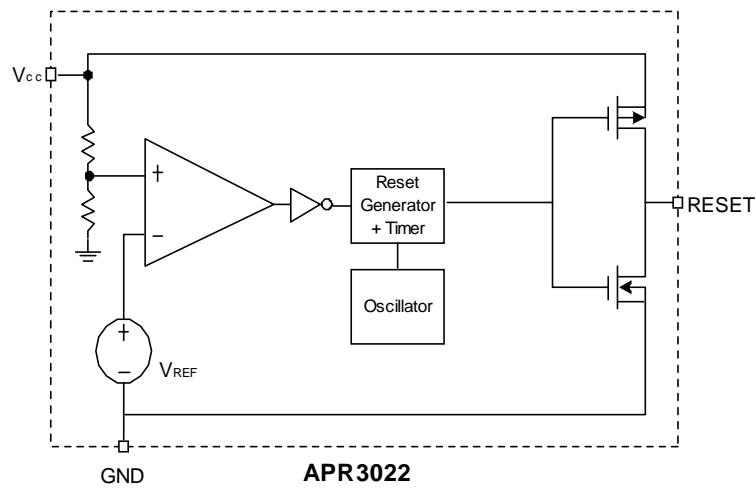 Vcc
+
−
Reset
Generator
+ Timer
Oscillator
RESET
+
−
VREF
GND
APR3022